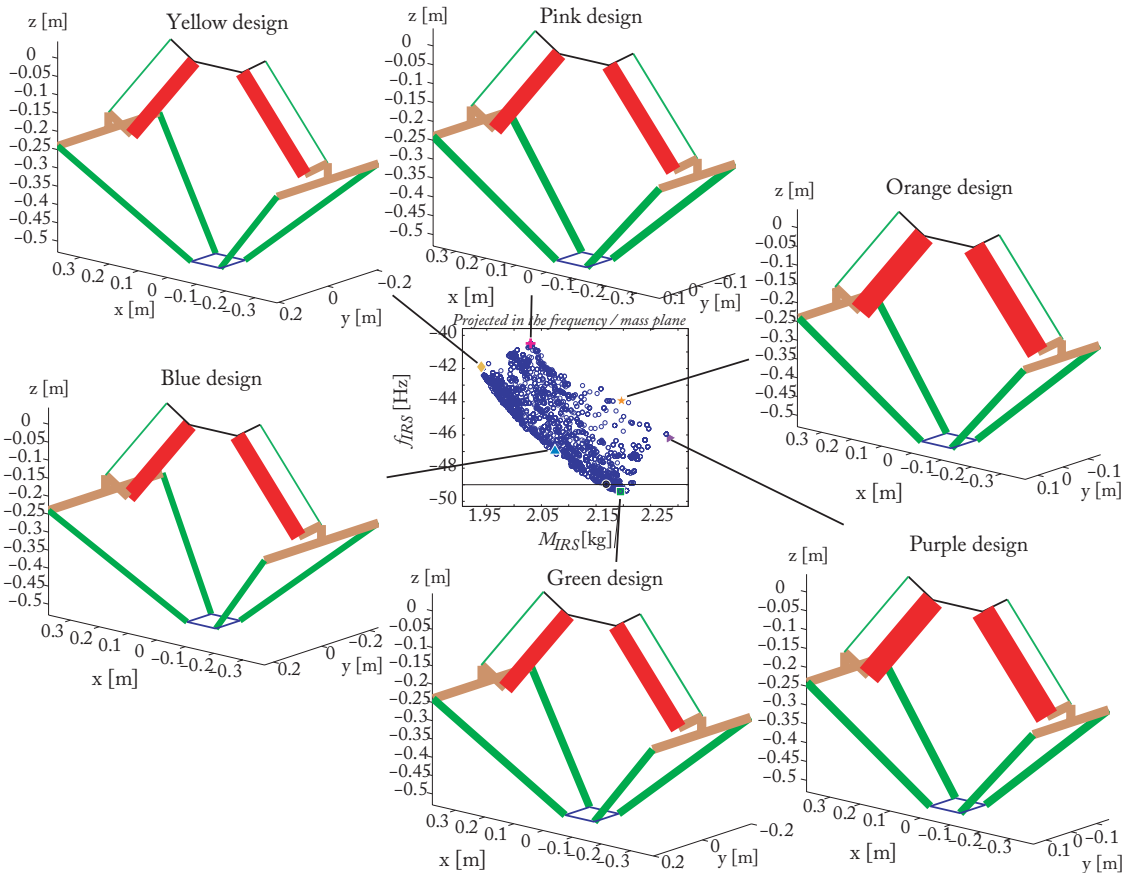 Yellow design
z [m]
0
−0.05
−0.1
−0.15
−0.2
−0.25
−0.3
−0.35
−0.4
−0.45
−0.5
0.3 0.2 0.1 0 −0.1 −0.2 −0.3
x [m]
−0.2
0
0.2
y [m]
Pink design
z [m]
0
−0.05
−0.1
−0.15
−0.2
−0.25
−0.3
−0.35
−0.4
−0.45
−0.5
0.3 0.2 0.1 0 −0.1 −0.2 −0.3
x [m]
−0.1
0
0.1
y [m]
Orange design
z [m]
0
−0.05
−0.1
−0.15
−0.2
−0.25
−0.3
−0.35
−0.4
−0.45
−0.5
0.3 0.2 0.1 0 −0.1 −0.2 −0.3
x [m]
−0.1
0
0.1
y [m]
Projected in the frequency / mass plane
−40
−42
−44
−46
−48
−50
f_IRS [Hz]
1.95 2.05 2.15 2.25
M_IRS [kg]
Blue design
z [m]
0
−0.05
−0.1
−0.15
−0.2
−0.25
−0.3
−0.35
−0.4
−0.45
−0.5
0.3 0.2 0.1 0 −0.1 −0.2 −0.3
x [m]
−0.2
0
0.2
y [m]
Green design
z [m]
0
−0.05
−0.1
−0.15
−0.2
−0.25
−0.3
−0.35
−0.4
−0.45
−0.5
0.3 0.2 0.1 0 −0.1 −0.2 −0.3
x [m]
−0.2
0
0.2
y [m]
Purple design
z [m]
0
−0.05
−0.1
−0.15
−0.2
−0.25
−0.3
−0.35
−0.4
−0.45
−0.5
0.3 0.2 0.1 0 −0.1 −0.2 −0.3
x [m]
−0.1
0
0.1
y [m]